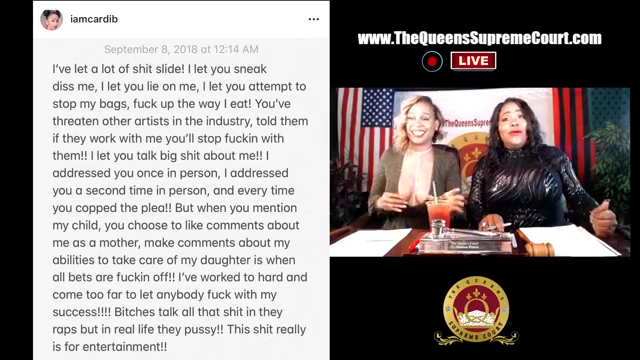 iamcardib
September 8, 2018 at 12:14 AM
I've let a lot of shit slide! I let you sneak
diss me, I let you lie on me, I let you attempt to
stop my bags, fuck up the way I eat! You've
threaten other artists in the industry, told them
if they work with me you'll stop fuckin with
them!! I let you talk big shit about me!! I
addressed you once in person, I addressed
you a second time in person, and every time
you copped the plea!! But when you mention
my child, you choose to like comments about
me as a mother, make comments about my
abilities to take care of my daughter is when
all bets are fuckin off!! I've worked to hard and
come too far to let anybody fuck with my
success!!!! Bitches talk all that shit in they
raps but in real life they pussy!! This shit really
is for entertainment!!
www.TheQueensSupremeCourt.com
LIVE
THE QUEENS
SUPREME COURT